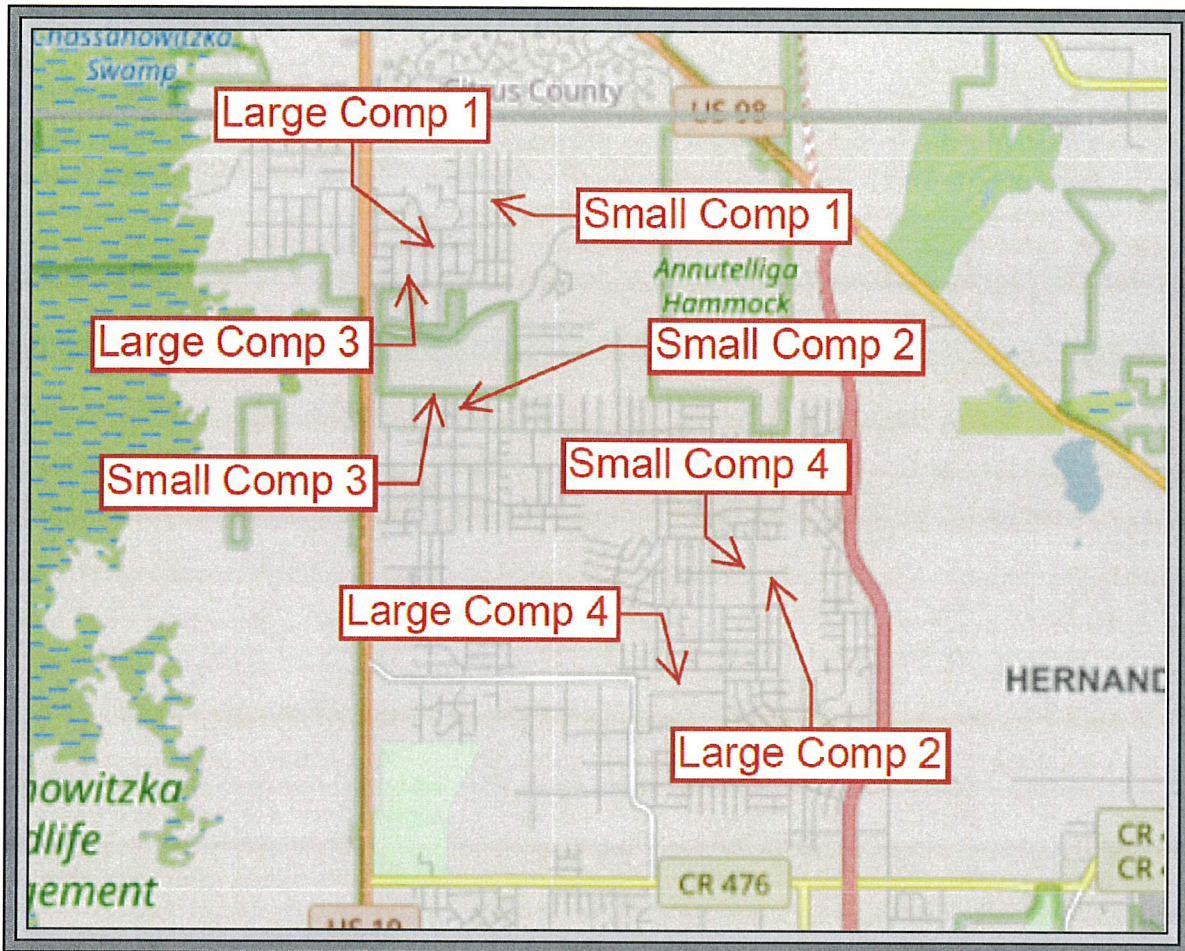 Chassahowitzka
Swamp
Citrus County
Large Comp 1
US 98
Small Comp 1
Annutelliga
Hammock
Large Comp 3
Small Comp 2
Small Comp 3
Small Comp 4
Large Comp 4
HERNAND
Large Comp 2
nowitzka
dlife
gement
CR 476
CR
CR
US 19